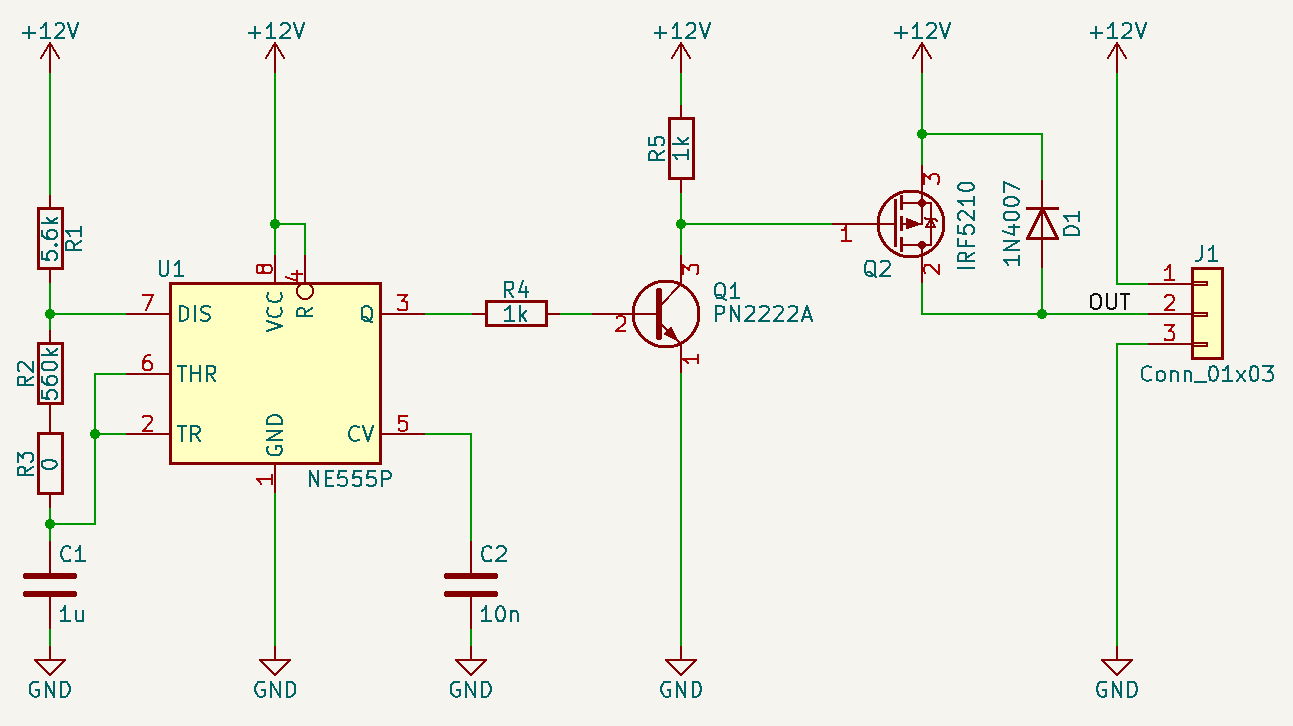 +12V
+12V
+12V
+12V
+12V
R5
1k
5.6k
R1
U1
8
4
VCC
R
7
DIS
Q
3
R4
1k
2
3
Q1
PN2222A
1
1
3
2
Q2
IRF5210
1N4007
D1
J1
1
OUT
2
3
Conn_01x03
R2
560k
6
THR
2
TR
GND
CV
5
R3
0
1
NE555P
C1
1u
C2
10n
GND
GND
GND
GND
GND